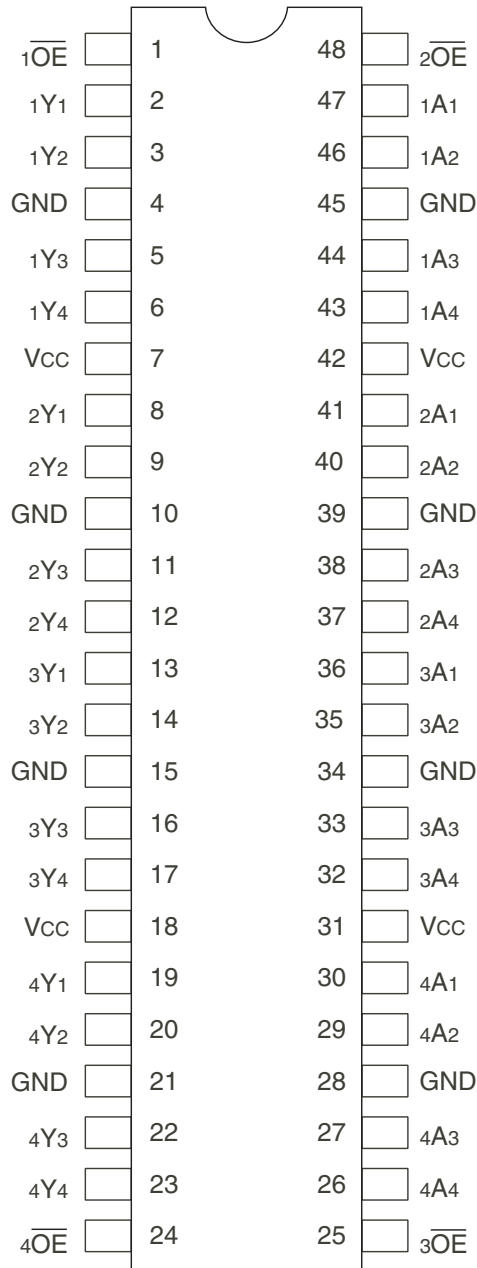 1O̅E̅ 1 48 2O̅E̅
1Y1 2 47 1A1
1Y2 3 46 1A2
GND 4 45 GND
1Y3 5 44 1A3
1Y4 6 43 1A4
VCC 7 42 VCC
2Y1 8 41 2A1
2Y2 9 40 2A2
GND 10 39 GND
2Y3 11 38 2A3
2Y4 12 37 2A4
3Y1 13 36 3A1
3Y2 14 35 3A2
GND 15 34 GND
3Y3 16 33 3A3
3Y4 17 32 3A4
VCC 18 31 VCC
4Y1 19 30 4A1
4Y2 20 29 4A2
GND 21 28 GND
4Y3 22 27 4A3
4Y4 23 26 4A4
4O̅E̅ 24 25 3O̅E̅